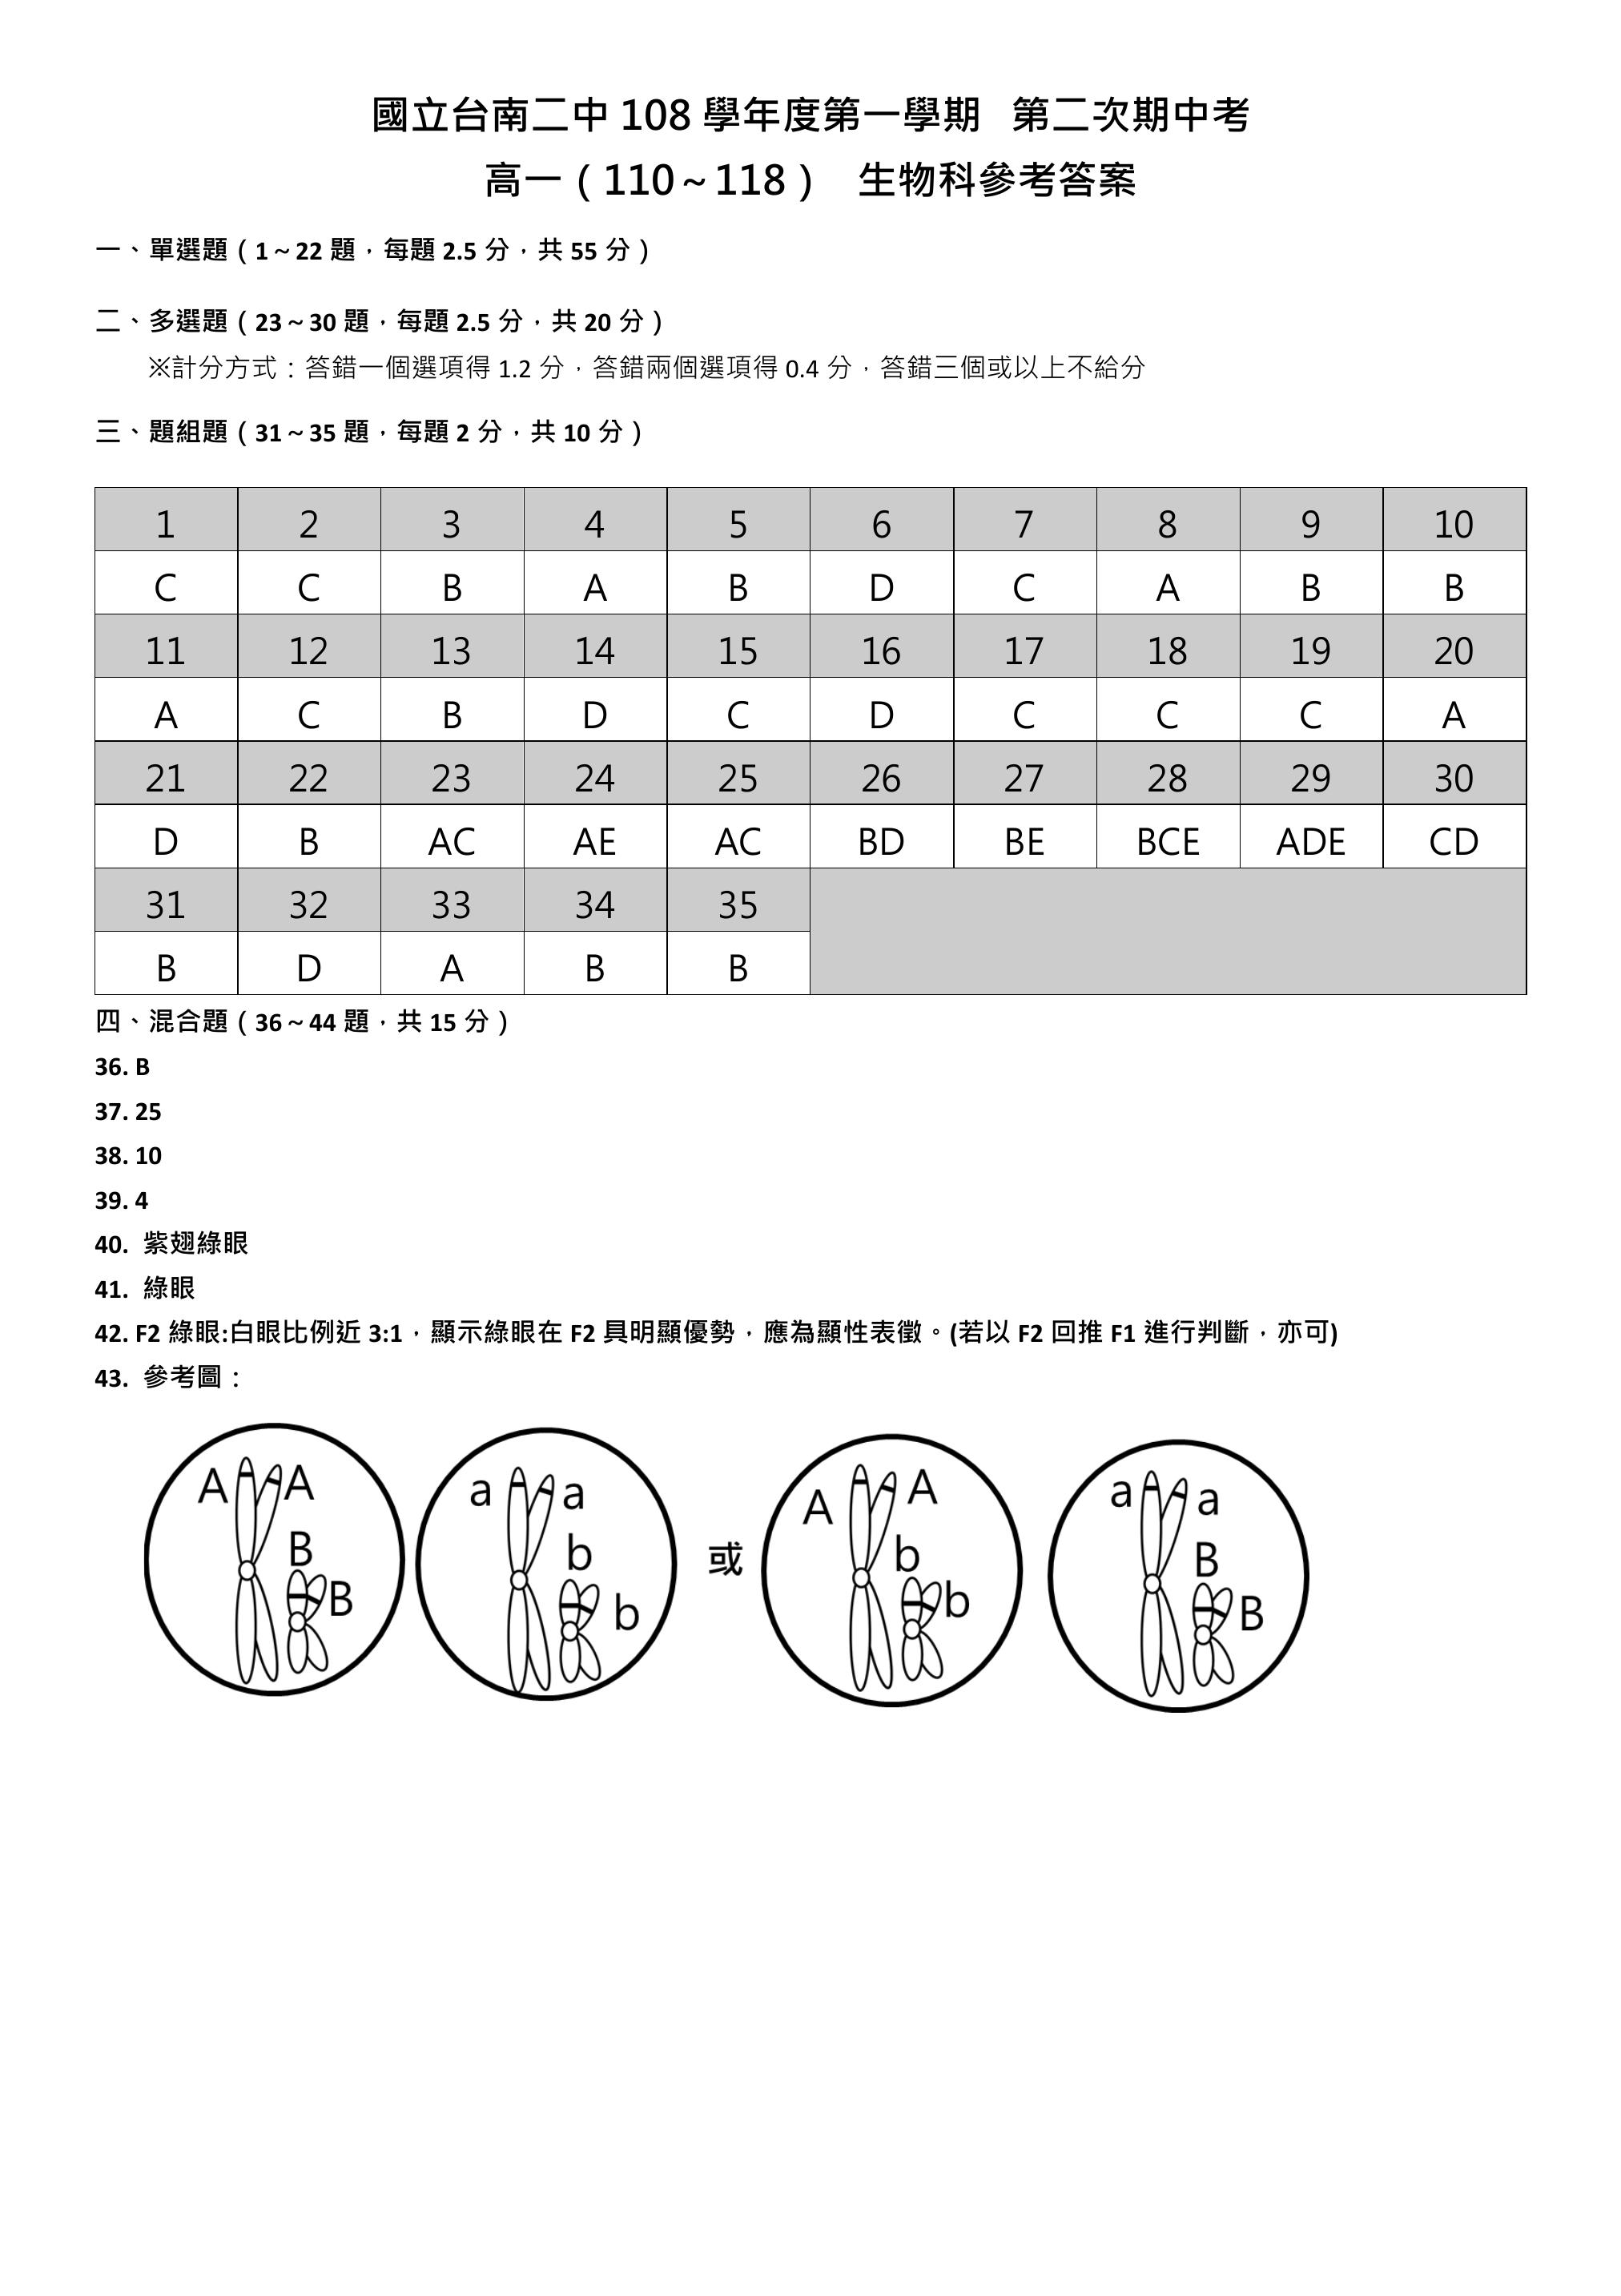 國立台南二中 108 學年度第一學期 第二次期中考
高一（110～118） 生物科參考答案
一、單選題（1～22 題，每題 2.5 分，共 55 分）
二、多選題（23～30 題，每題 2.5 分，共 20 分）
※計分方式：答錯一個選項得 1.2 分，答錯兩個選項得 0.4 分，答錯三個或以上不給分
三、題組題（31～35 題，每題 2 分，共 10 分）
1 2 3 4 5 6 7 8 9 10
C C B A B D C A B B
11 12 13 14 15 16 17 18 19 20
A C B D C D C C C A
21 22 23 24 25 26 27 28 29 30
D B AC AE AC BD BE BCE ADE CD
31 32 33 34 35
B D A B B
四、混合題（36～44 題，共 15 分）
36. B
37. 25
38. 10
39. 4
40. 紫翅綠眼
41. 綠眼
42. F2 綠眼:白眼比例近 3:1，顯示綠眼在 F2 具明顯優勢，應為顯性表徵。(若以 F2 回推 F1 進行判斷，亦可)
43. 參考圖：
A A B B
a a b b
或
A A b b
a a B B